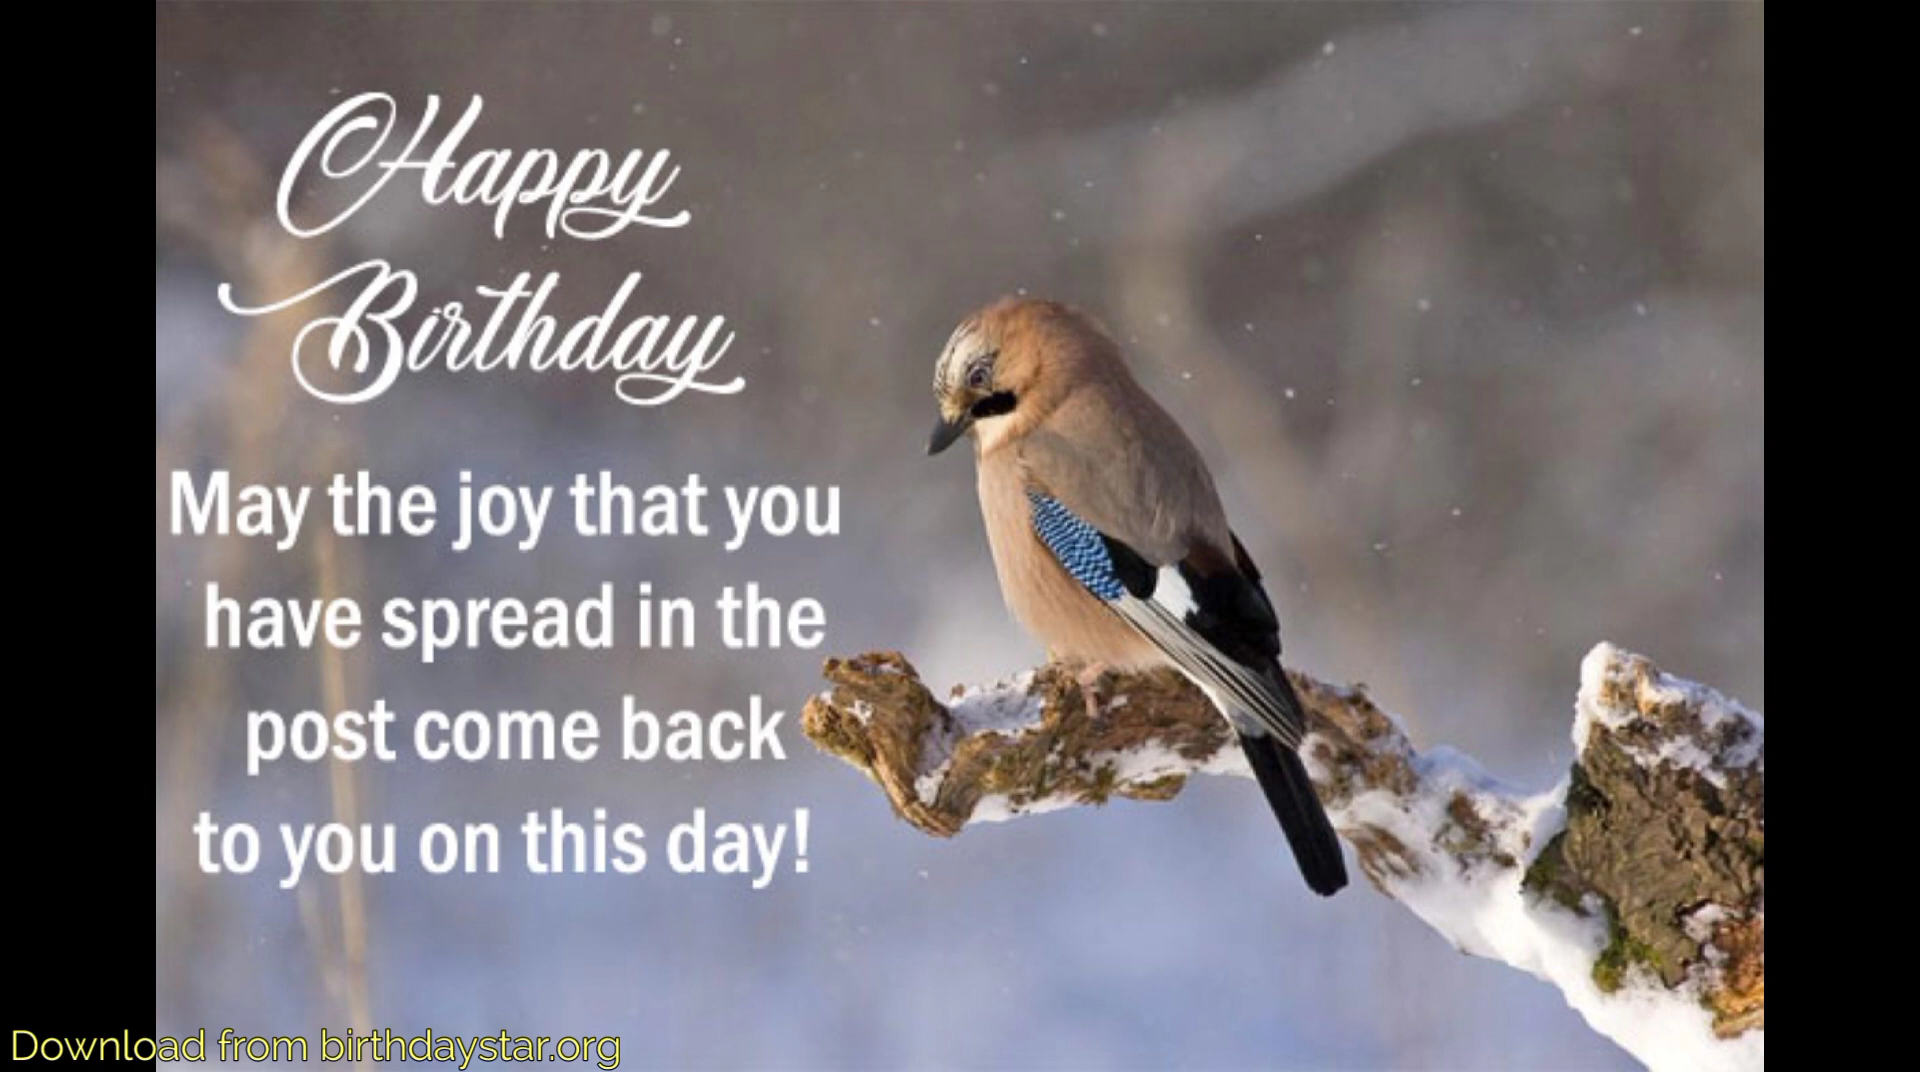 Happy
Birthday
May the joy that you
have spread in the
post come back
to you on this day!
Download from birthdaystar.org